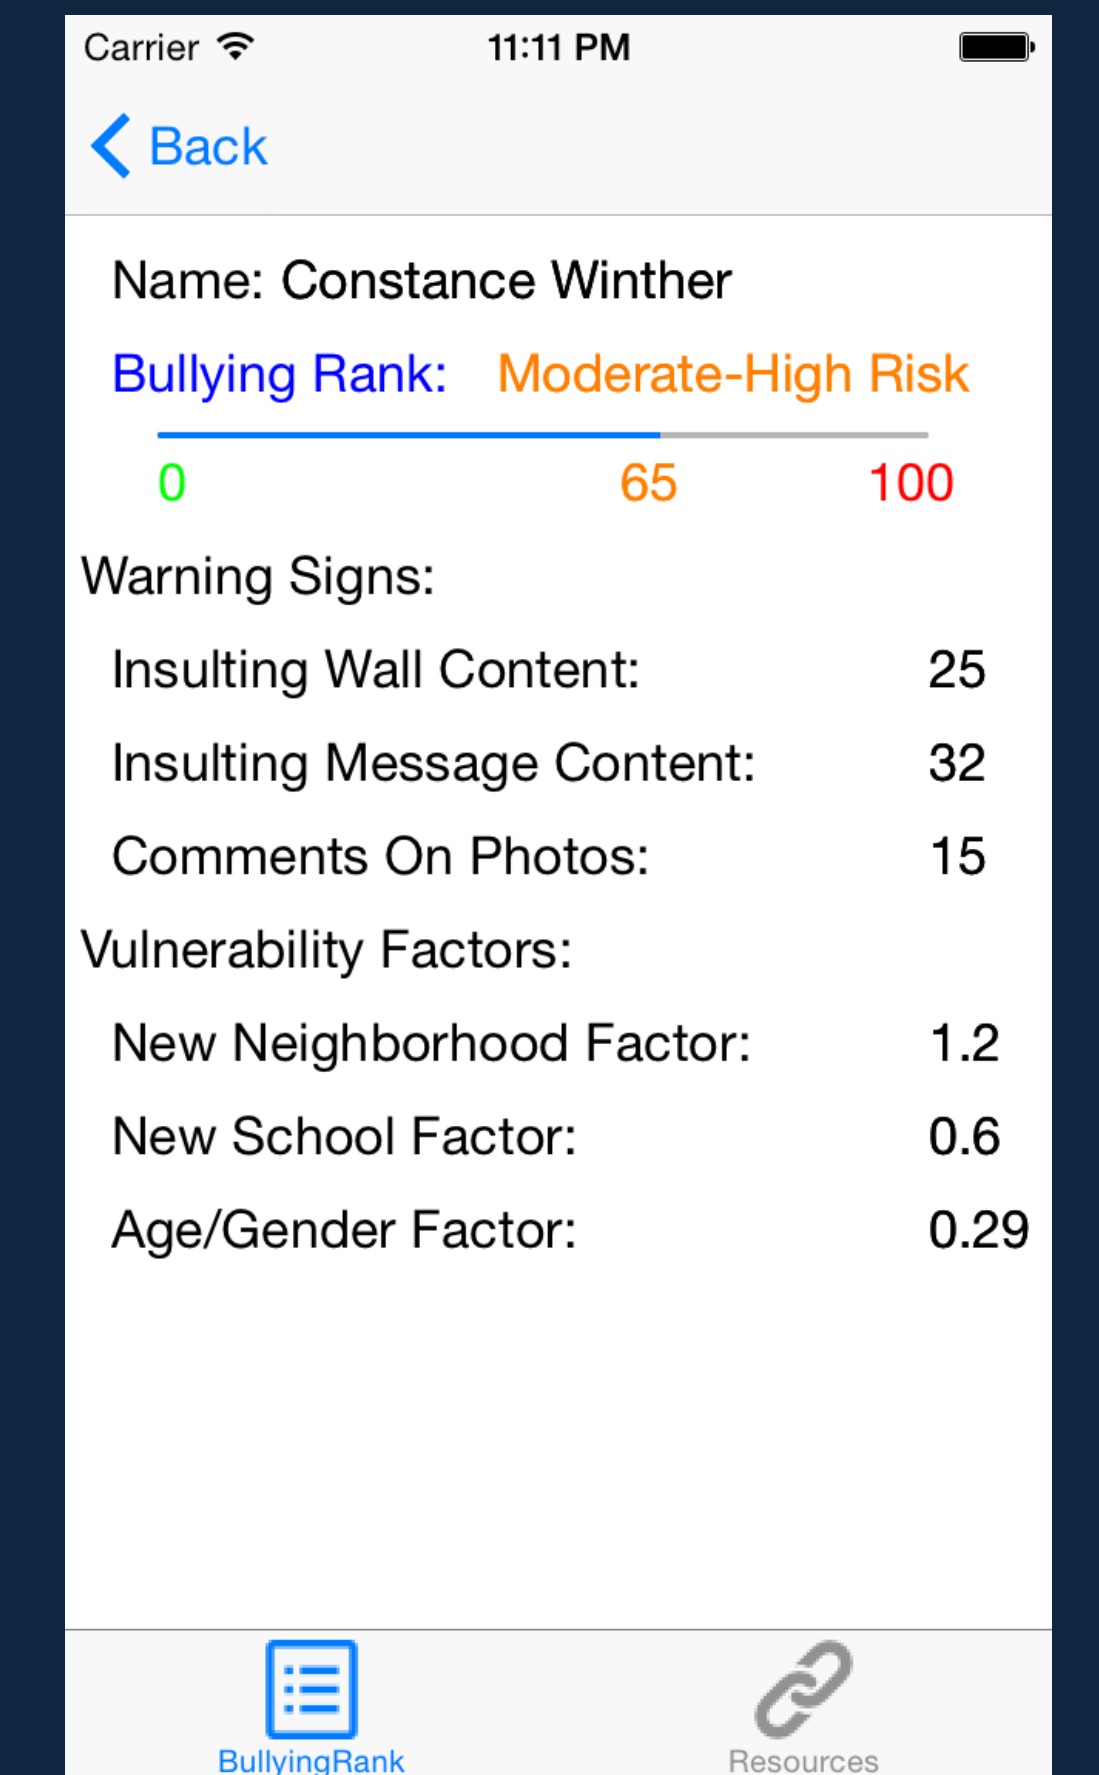 Carrier 11:11 PM
Back
Name: Constance Winther
Bullying Rank: Moderate-High Risk
0 65 100
Warning Signs:
Insulting Wall Content: 25
Insulting Message Content: 32
Comments On Photos: 15
Vulnerability Factors:
New Neighborhood Factor: 1.2
New School Factor: 0.6
Age/Gender Factor: 0.29
BullyingRank Resources